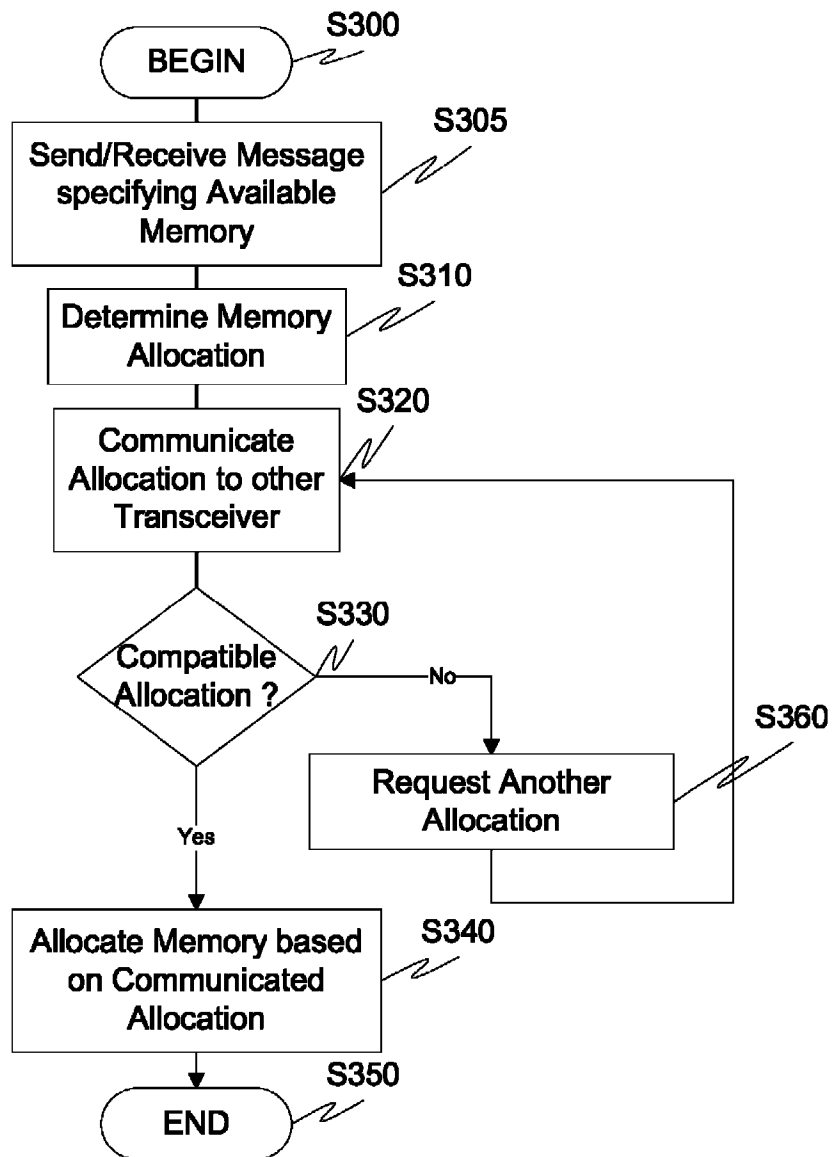 S300
BEGIN
S305
Send/Receive Message
specifying Available
Memory
S310
Determine Memory
Allocation
S320
Communicate
Allocation to other
Transceiver
S330
Compatible
Allocation ?
No
S360
Request Another
Allocation
Yes
S340
Allocate Memory based
on Communicated
Allocation
S350
END